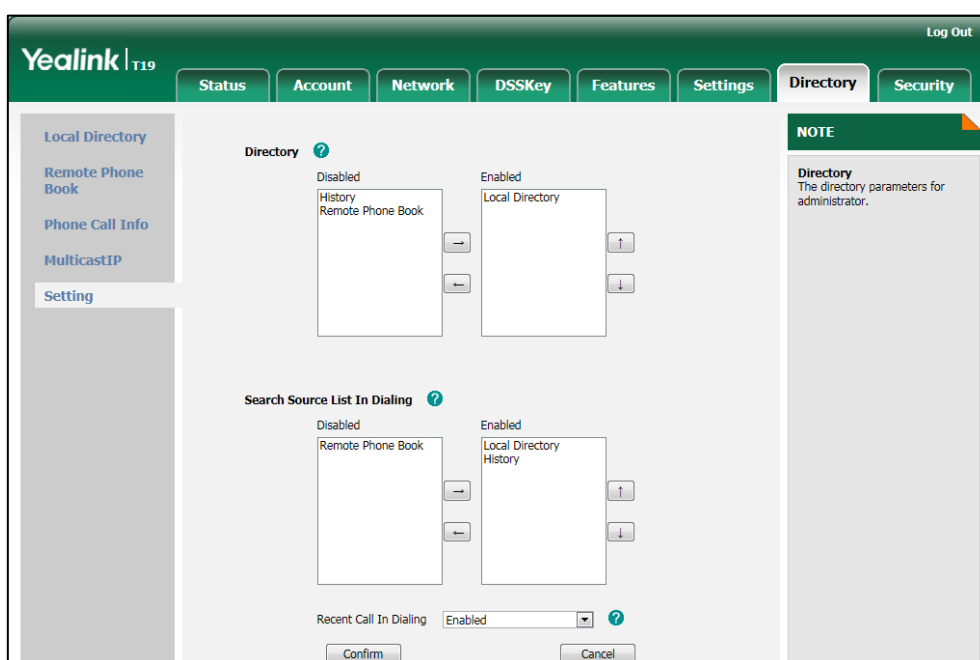 Log Out
Yealink T19
Status Account Network DSSKey Features Settings Directory Security
Local Directory
Remote Phone
Book
Phone Call Info
MulticastIP
Setting
Directory ?
Disabled Enabled
History
Remote Phone Book
Local Directory
→
←
↑
↓
Search Source List In Dialing ?
Disabled Enabled
Remote Phone Book
Local Directory
History
→
←
↑
↓
Recent Call In Dialing Enabled ?
Confirm Cancel
NOTE
Directory
The directory parameters for
administrator.